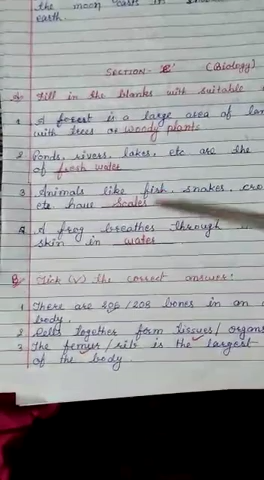 the moon
earth.
SECTION- 'C' (Biology)
A. Fill in the blanks with suitable
1 A forest is a large area of
with trees or woody plants
2 Ponds, rivers, lakes, etc are the
of fresh water
3 Animals like fish, snakes,
etc have scales
4 A frog breathes through
skin in water
B. Tick (√) the correct answer:
1 There are 206/208 bones in an
body.
2 Cells together form tissues/
3 The femur/rib is the largest
of the body.